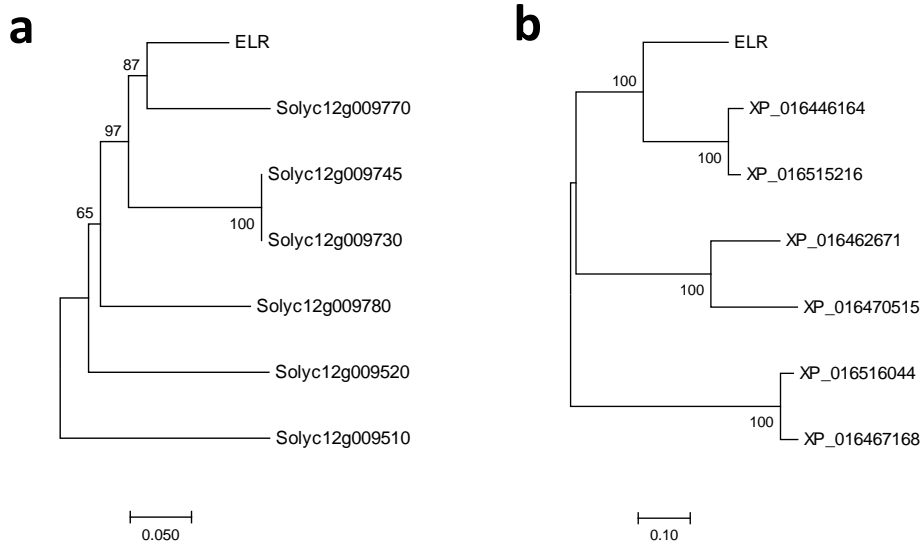 a
ELR
87
Solyc12g009770
97
Solyc12g009745
100
Solyc12g009730
65
Solyc12g009780
Solyc12g009520
Solyc12g009510
0.050
b
ELR
100
XP_016446164
100
XP_016515216
XP_016462671
100
XP_016470515
XP_016516044
100
XP_016467168
0.10